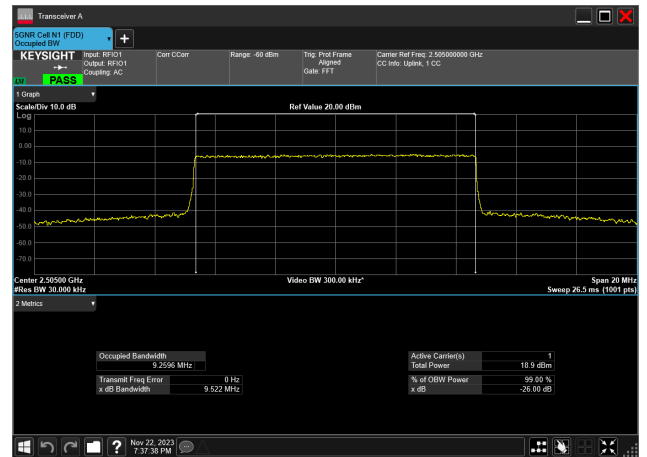 Transceiver A
5GNR Cell N1 (FDD)
Occupied BW
KEYSIGHT
LXI
PASS
Input: RFIO1
Output: RFIO1
Coupling: AC
Corr CCorr
Range: -60 dBm
Trig: Prot Frame
Aligned
Gate: FFT
Carrier Ref Freq: 2.505000000 GHz
CC Info: Uplink, 1 CC
1 Graph
Scale/Div 10.0 dB
Ref Value 20.00 dBm
Log
10.0
0.00
-10.0
-20.0
-30.0
-40.0
-50.0
-60.0
-70.0
Center 2.50500 GHz
Video BW 300.00 kHz*
Span 20 MHz
#Res BW 30.000 kHz
Sweep 26.5 ms (1001 pts)
2 Metrics
Occupied Bandwidth
9.2596 MHz
Active Carrier(s) 1
Total Power 18.9 dBm
Transmit Freq Error 0 Hz
x dB Bandwidth 9.522 MHz
% of OBW Power 99.00 %
x dB -26.00 dB
?
Nov 22, 2023
7:37:38 PM